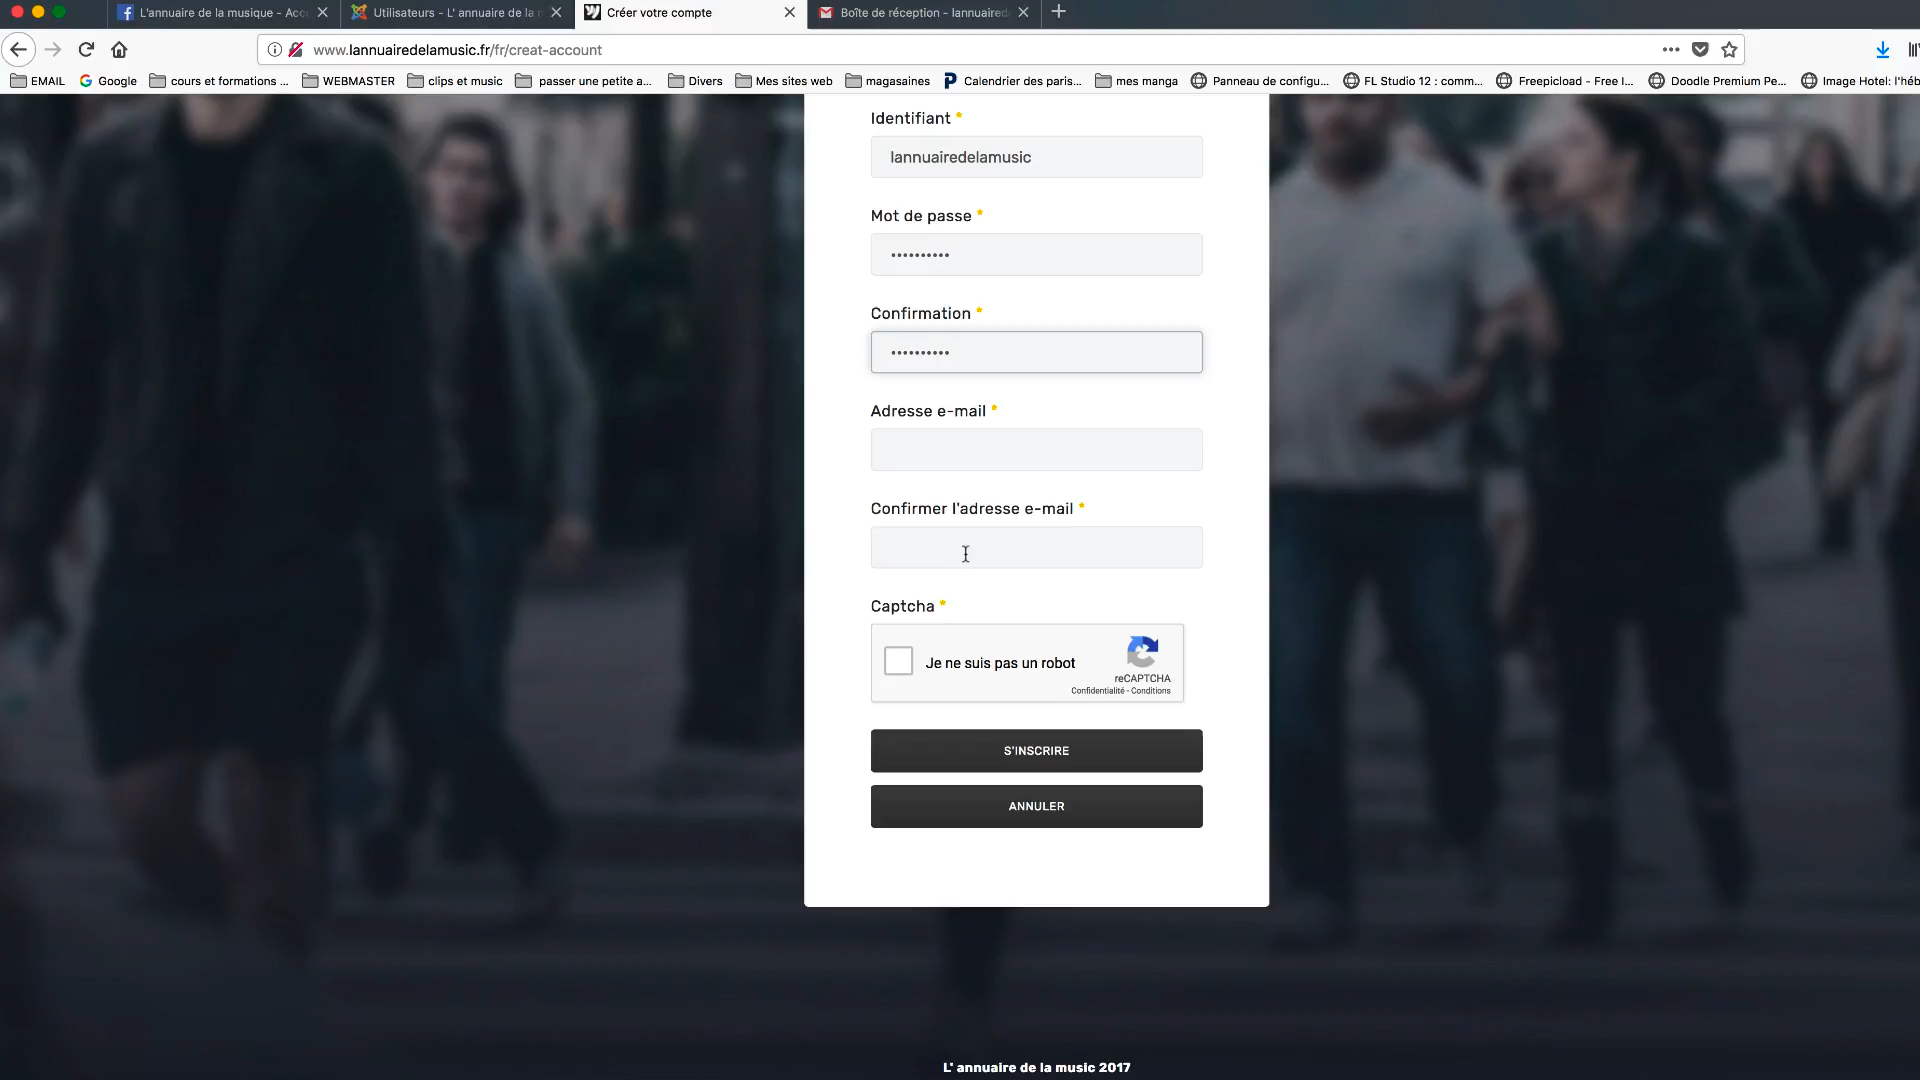 L'annuaire de la musique - Acc
Utilisateurs - L' annuaire de la
Créer votre compte
Boîte de réception - lannuaired
www.lannuairedelamusic.fr/fr/creat-account
EMAIL
Google
cours et formations ...
WEBMASTER
clips et music
passer une petite a...
Divers
Mes sites web
magasaines
Calendrier des paris...
mes manga
Panneau de configu...
FL Studio 12 : comm...
Freepicload - Free I...
Doodle Premium Pe...
Image Hotel: l'héb
Identifiant *
lannuairedelamusic
Mot de passe *
••••••••••
Confirmation *
••••••••••
Adresse e-mail *
Confirmer l'adresse e-mail *
Captcha *
Je ne suis pas un robot
reCAPTCHA
Confidentialité - Conditions
S'INSCRIRE
ANNULER
L' annuaire de la music 2017